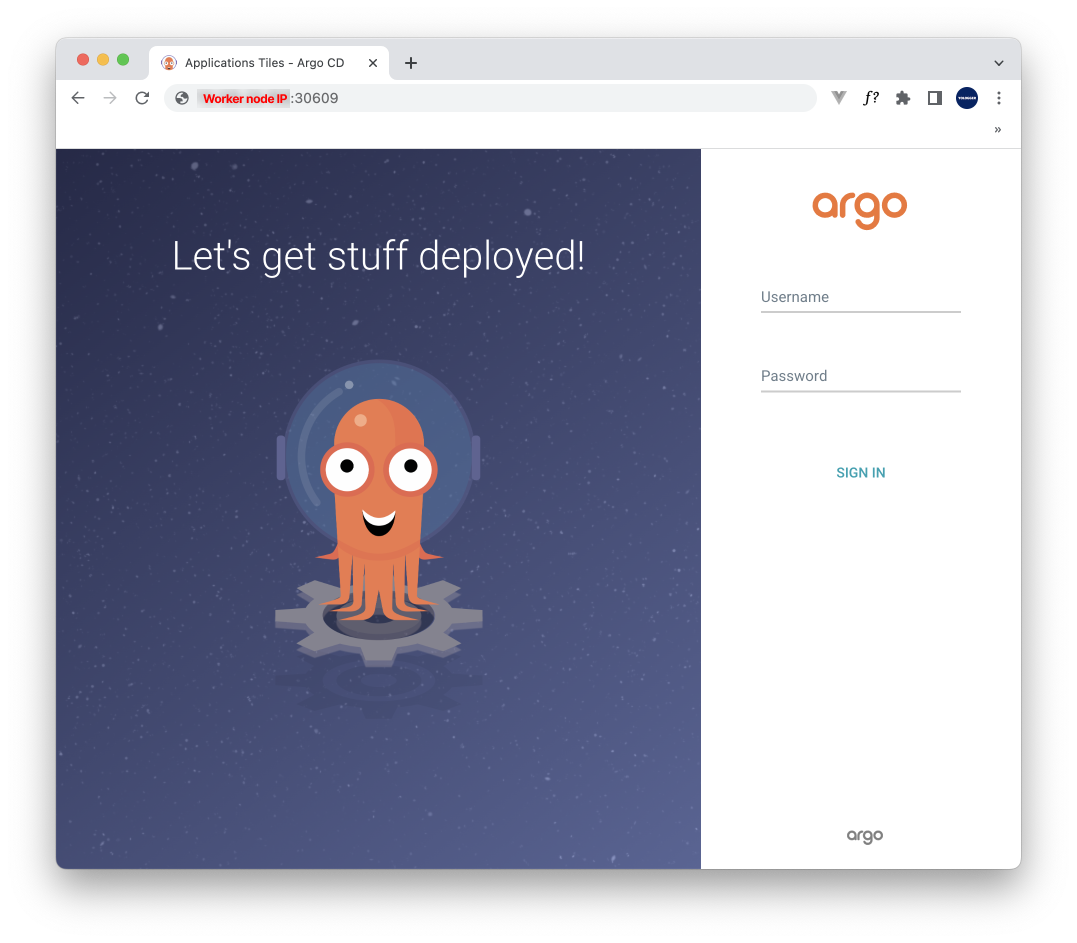 Applications Tiles - Argo CD
Worker node IP :30609
f?
»
Let's get stuff deployed!
argo
Username
Password
SIGN IN
argo